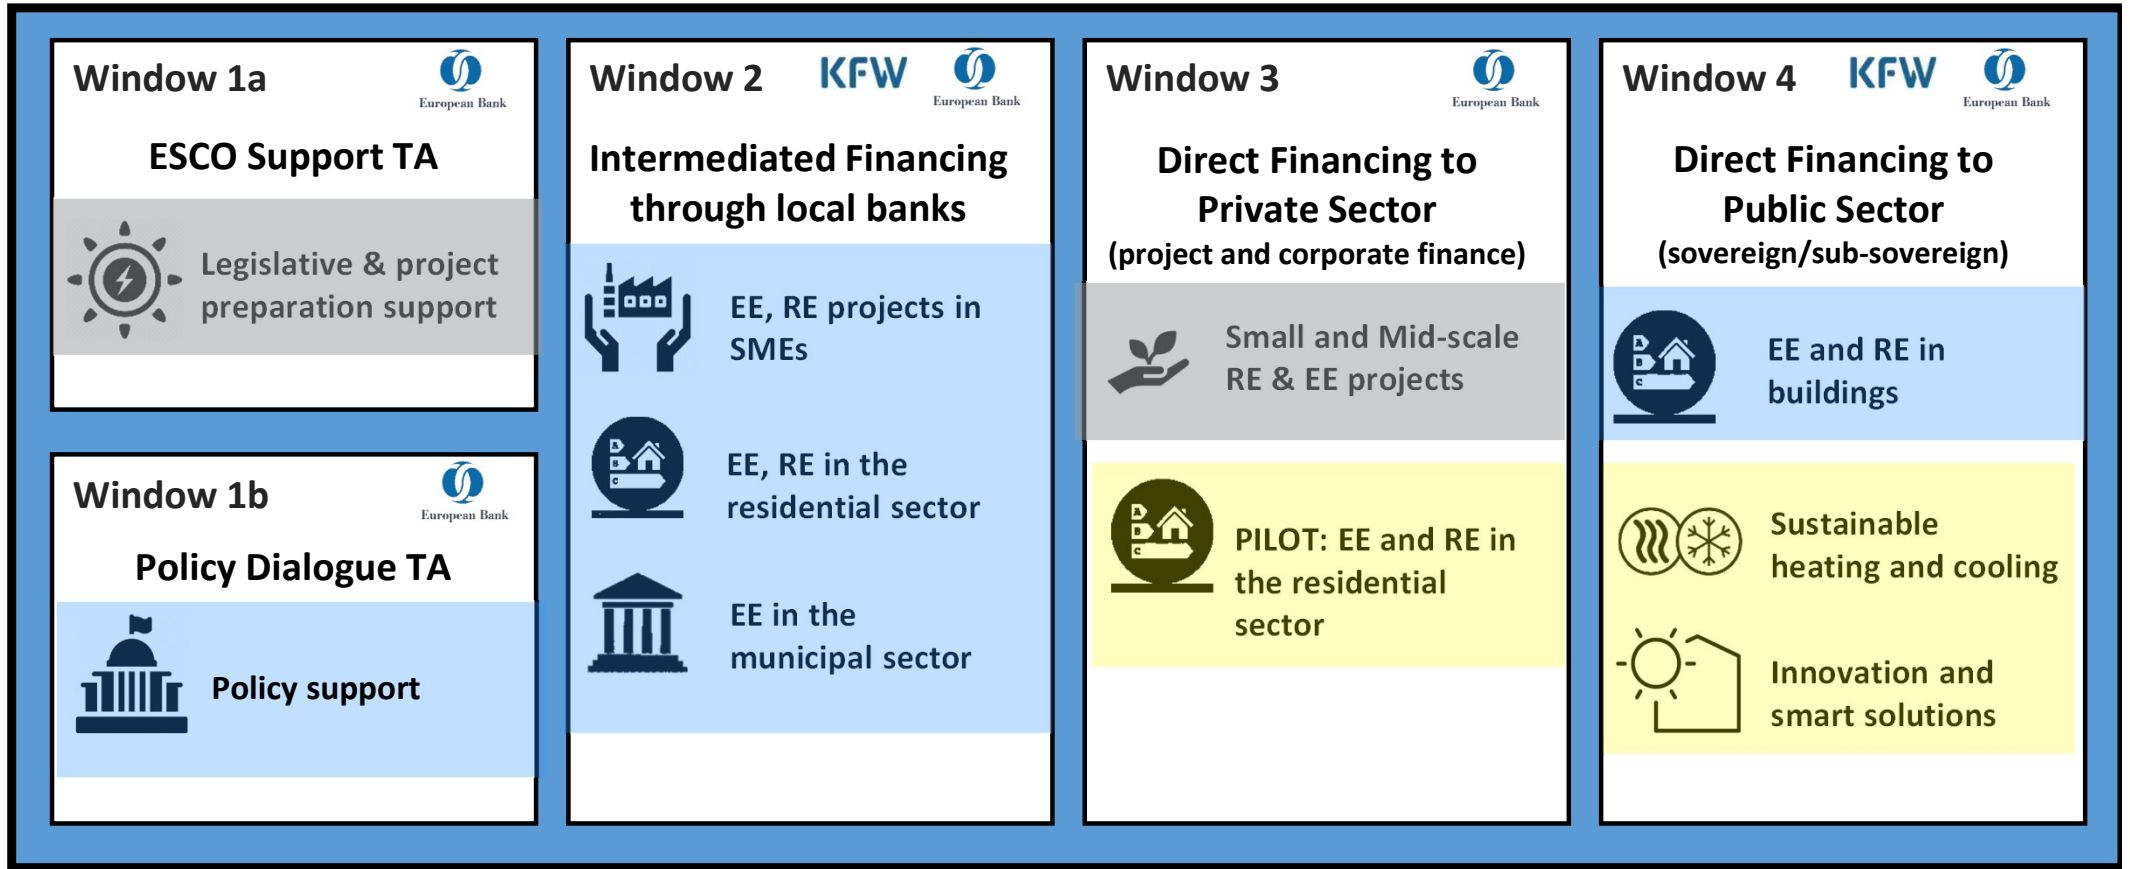 Window 1a
European Bank
ESCO Support TA
Legislative & project
preparation support
Window 1b
European Bank
Policy Dialogue TA
Policy support
Window 2
KFW
European Bank
Intermediated Financing
through local banks
EE, RE projects in
SMEs
A
B
C
EE, RE in the
residential sector
EE in the
municipal sector
Window 3
European Bank
Direct Financing to
Private Sector
(project and corporate finance)
Small and Mid-scale
RE & EE projects
A
B
C
PILOT: EE and RE in
the residential
sector
Window 4
KFW
European Bank
Direct Financing to
Public Sector
(sovereign/sub-sovereign)
A
B
C
EE and RE in
buildings
Sustainable
heating and cooling
Innovation and
smart solutions